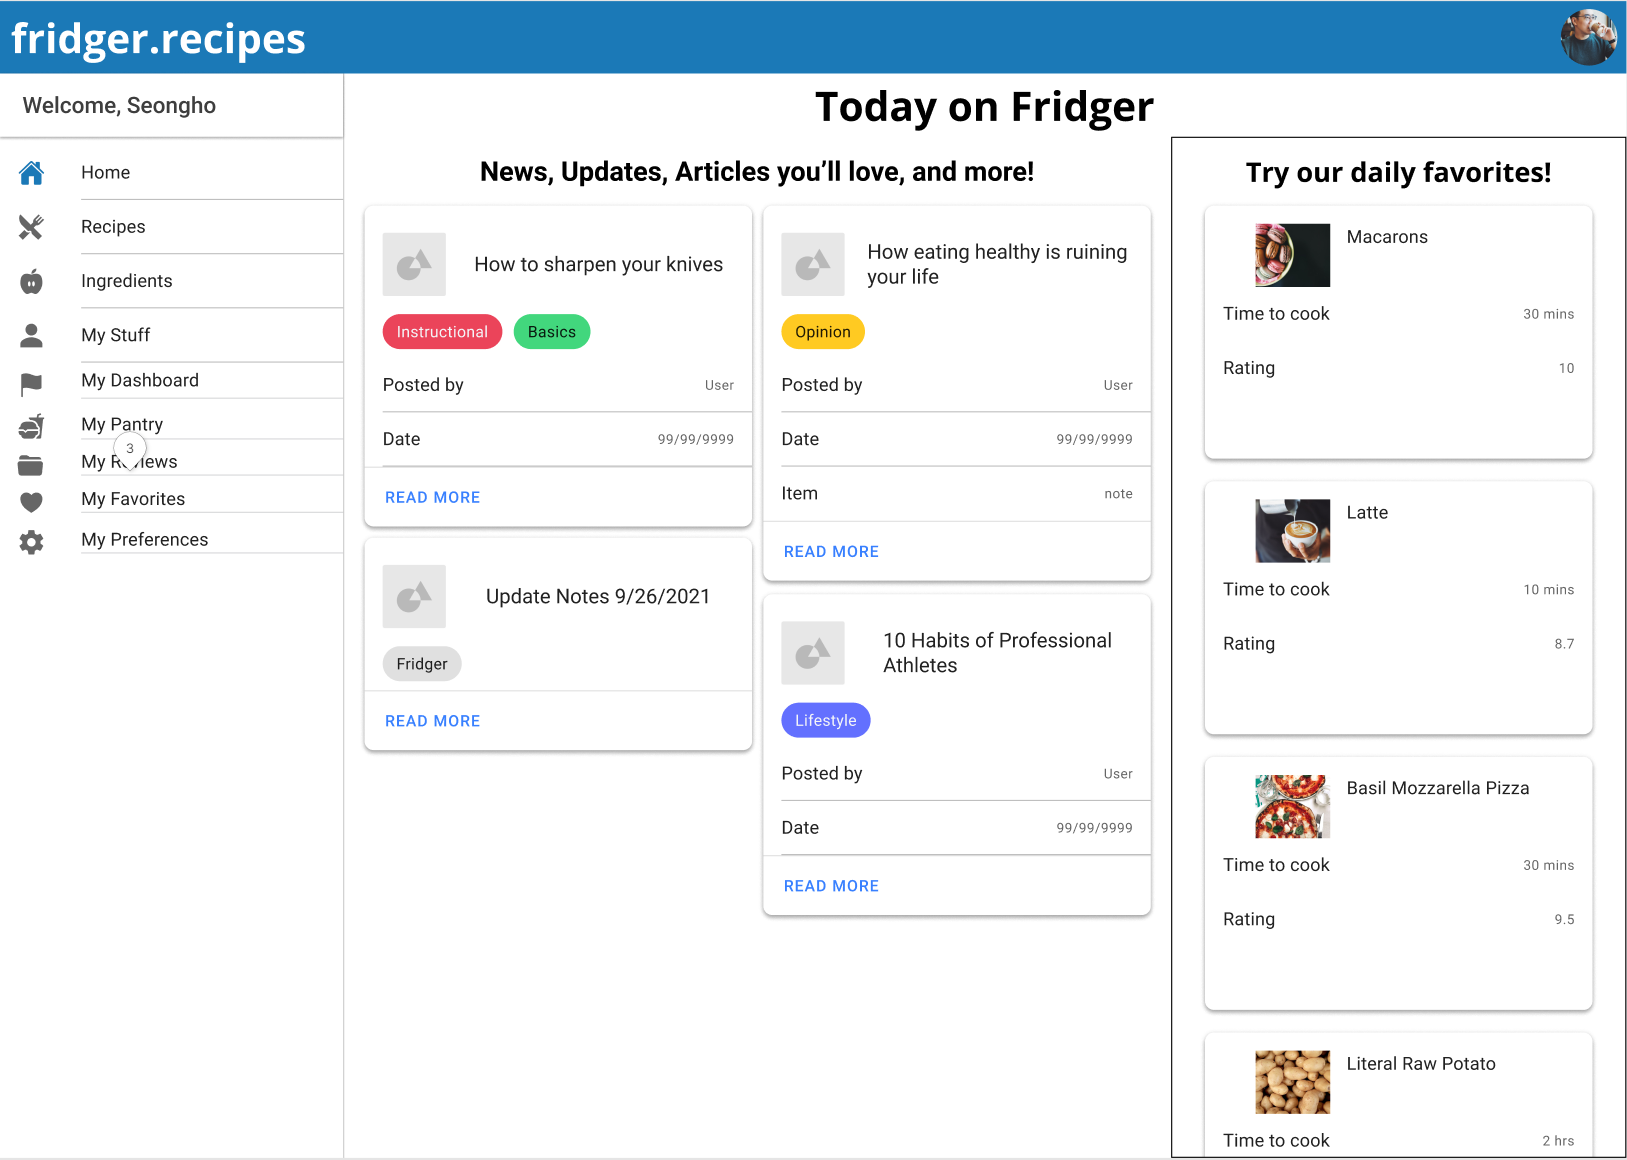 fridger.recipes
Welcome, Seongho
Home
Recipes
Ingredients
My Stuff
My Dashboard
My Pantry
3
My Reviews
My Favorites
My Preferences
Today on Fridger
News, Updates, Articles you’ll love, and more!
How to sharpen your knives
Instructional Basics
Posted by User
Date 99/99/9999
READ MORE
Update Notes 9/26/2021
Fridger
READ MORE
How eating healthy is ruining
your life
Opinion
Posted by User
Date 99/99/9999
Item note
READ MORE
10 Habits of Professional
Athletes
Lifestyle
Posted by User
Date 99/99/9999
READ MORE
Try our daily favorites!
Macarons
Time to cook 30 mins
Rating 10
Latte
Time to cook 10 mins
Rating 8.7
Basil Mozzarella Pizza
Time to cook 30 mins
Rating 9.5
Literal Raw Potato
Time to cook 2 hrs